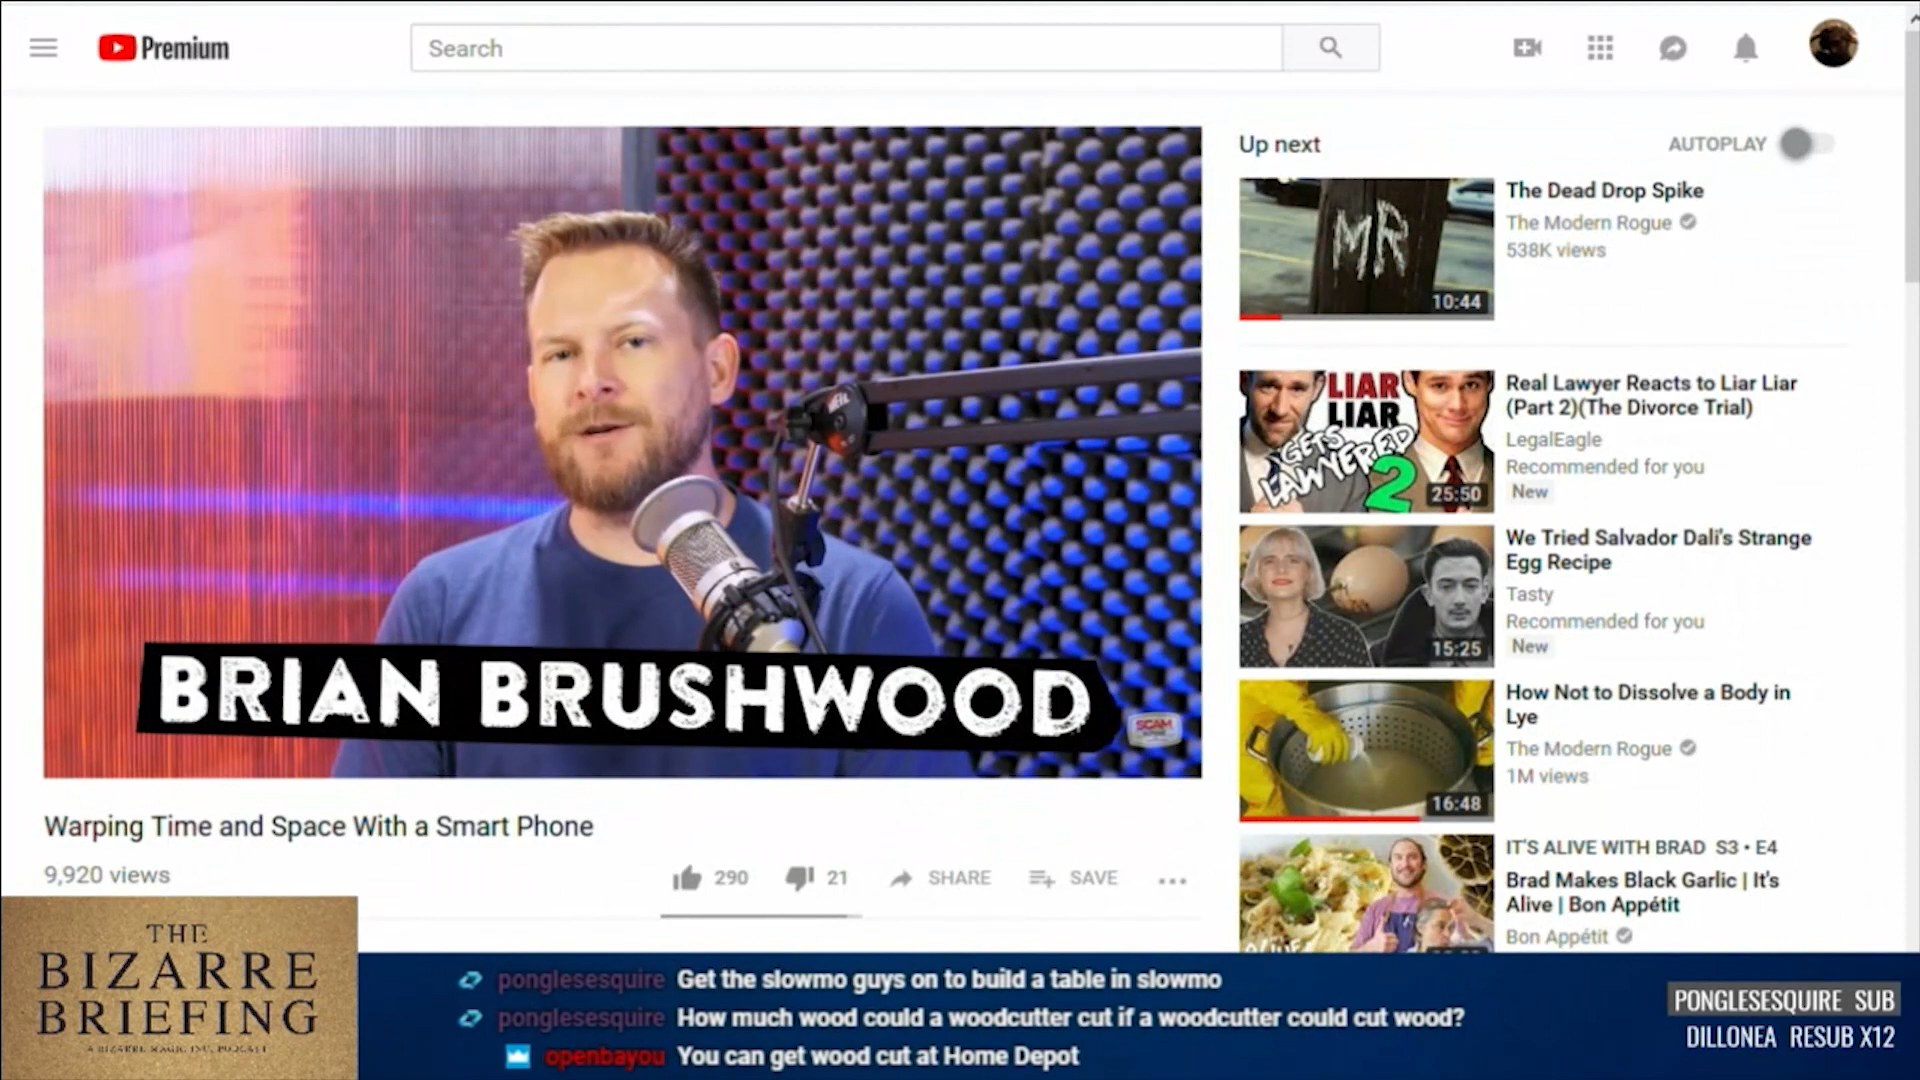 Premium
Search
BRIAN BRUSHWOOD
SCAM
Warping Time and Space With a Smart Phone
9,920 views
290
21
SHARE
SAVE
Up next
AUTOPLAY
MR
10:44
The Dead Drop Spike
The Modern Rogue
538K views
LIAR
LIAR
GETS
LAWYERED
2
25:50
Real Lawyer Reacts to Liar Liar
(Part 2)(The Divorce Trial)
LegalEagle
Recommended for you
New
15:25
We Tried Salvador Dali's Strange
Egg Recipe
Tasty
Recommended for you
New
16:48
How Not to Dissolve a Body in
Lye
The Modern Rogue
1M views
IT'S ALIVE WITH BRAD S3 • E4
Brad Makes Black Garlic | It's
Alive | Bon Appétit
Bon Appétit
THE
BIZARRE
BRIEFING
A BIZARRE MAGIC, INC. PODCAST
ponglesesquire Get the slowmo guys on to build a table in slowmo
ponglesesquire How much wood could a woodcutter cut if a woodcutter could cut wood?
openbayou You can get wood cut at Home Depot
PONGLESESQUIRE SUB
DILLONEA RESUB X12